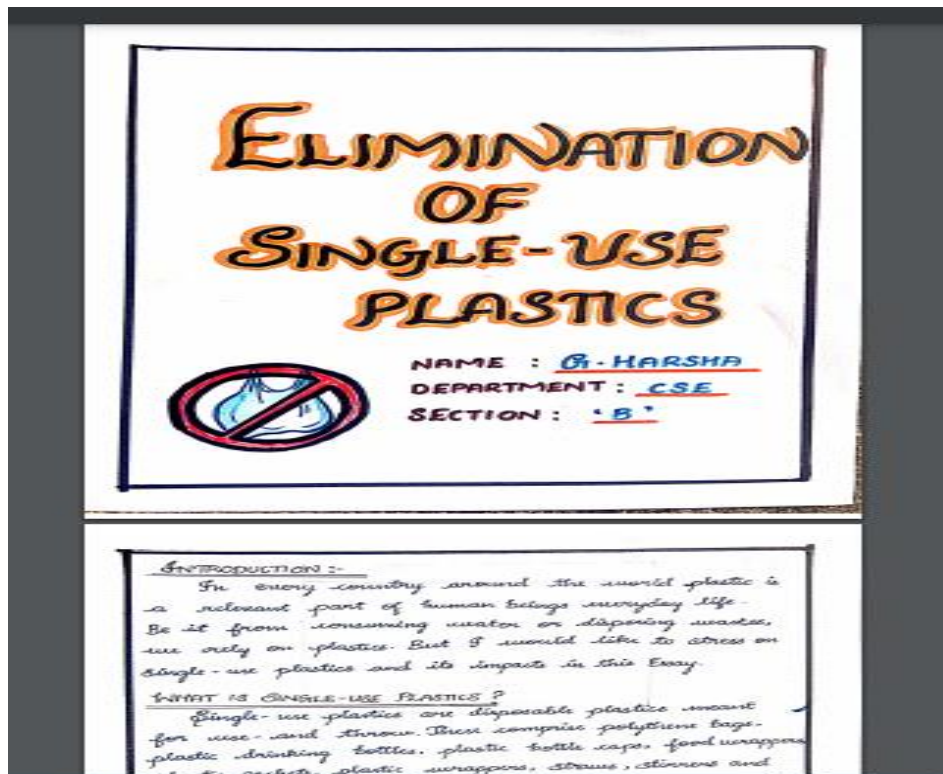 ELIMINATION
OF
SINGLE-USE
PLASTICS
NAME : G. HARSHA
DEPARTMENT : CSE
SECTION : 'B'
INTRODUCTION :-
In every country around the world plastic is
a relevant part of human beings everyday life.
Be it from consuming water or disposing wastes,
we rely on plastics. But I would like to stress on
single-use plastics and its impacts in this Essay.
WHAT IS SINGLE-USE PLASTICS ?
Single-use plastics are disposable plastics meant
for use-and throw. These comprise polythene bags.
plastic drinking bottles, plastic bottle caps, food wrappers
plastic sachets, plastic wrappers, straws, stirrers and